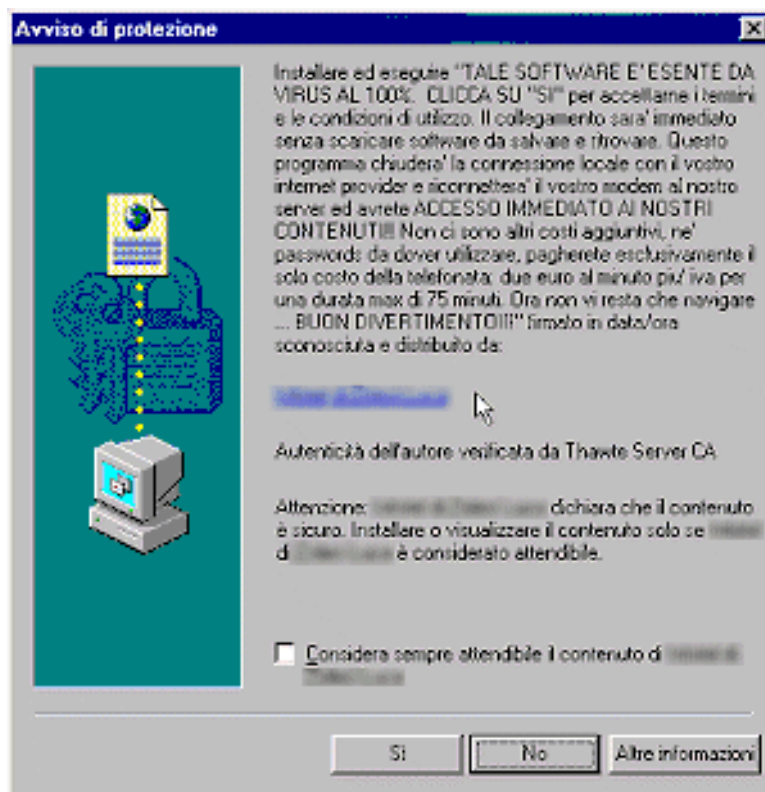 Avviso di protezione
Installare ed eseguire "TALE SOFTWARE E' ESENTE DA
VIRUS AL 100%. CLICCA SU "SI" per accettarne i termini
e le condizioni di utilizzo. Il collegamento sara' immediato
senza scaricare software da salvare e ritrovare. Questo
programma chiudera' la connessione locale con il vostro
internet provider e riconnettera' il vostro modem al nostro
server ed avrete ACCESSO IMMEDIATO AI NOSTRI
CONTENUTI!!! Non ci sono altri costi aggiuntivi, ne'
passwords da dover utilizzare, pagherete esclusivamente il
solo costo della telefonata: due euro al minuto piu' iva per
una durata max di 75 minuti. Ora non vi resta che navigare
... BUON DIVERTIMENTO!!!" firmato in data/ora
sconosciuta e distribuito da:
Autenticità dell'autore verificata da Thawte Server CA
Attenzione: dichiara che il contenuto
è sicuro. Installare o visualizzare il contenuto solo se
di è considerato attendibile.
Considera sempre attendibile il contenuto di
Sì
No
Altre informazioni